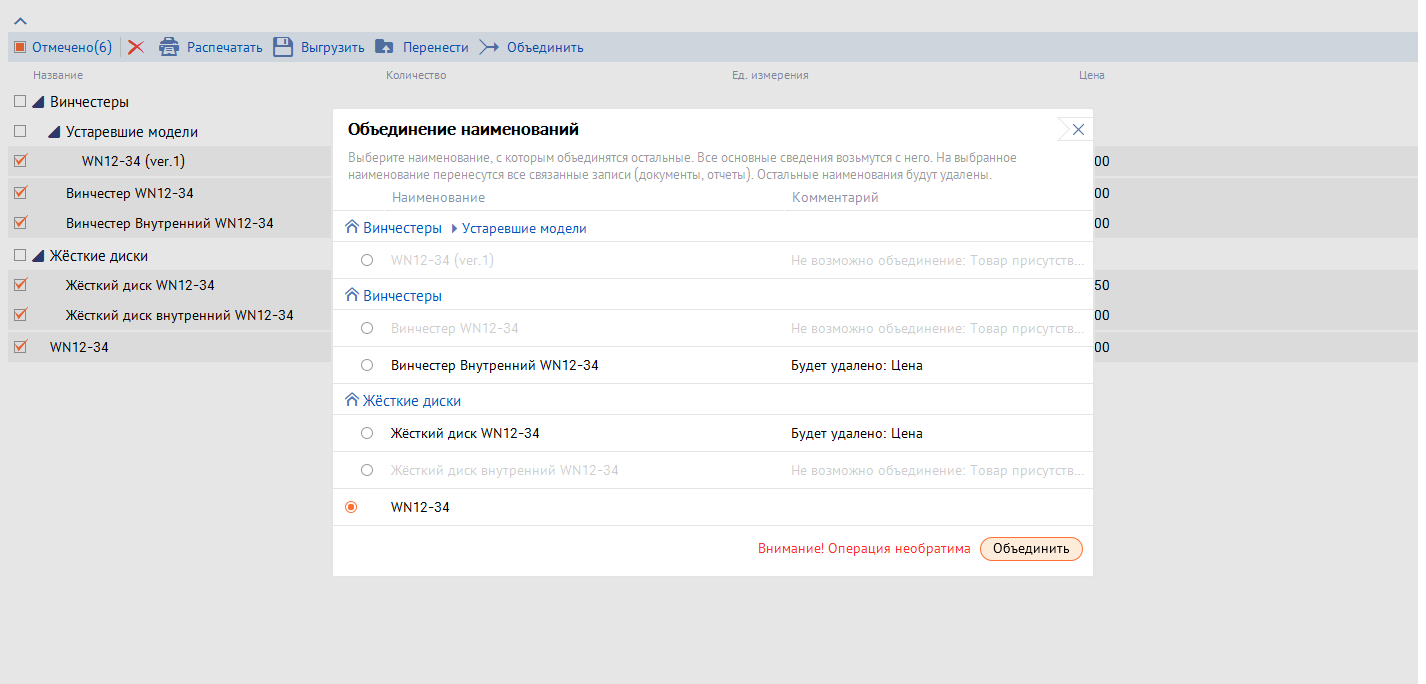 Отмечено(6) Распечатать Выгрузить Перенести Объединить
Название Количество Ед. измерения Цена
Винчестеры
Устаревшие модели
WN12-34 (ver.1) 00
Винчестер WN12-34 00
Винчестер Внутренний WN12-34 00
Жёсткие диски
Жёсткий диск WN12-34 50
Жёсткий диск внутренний WN12-34 00
WN12-34 00
Объединение наименований
Выберите наименование, с которым объединятся остальные. Все основные сведения возьмутся с него. На выбранное
наименование перенесутся все связанные записи (документы, отчеты). Остальные наименования будут удалены.
Наименование Комментарий
Винчестеры Устаревшие модели
WN12-34 (ver.1) Не возможно объединение: Товар присутств...
Винчестеры
Винчестер WN12-34 Не возможно объединение: Товар присутств...
Винчестер Внутренний WN12-34 Будет удалено: Цена
Жёсткие диски
Жёсткий диск WN12-34 Будет удалено: Цена
Жёсткий диск внутренний WN12-34 Не возможно объединение: Товар присутств...
WN12-34
Внимание! Операция необратима Объединить